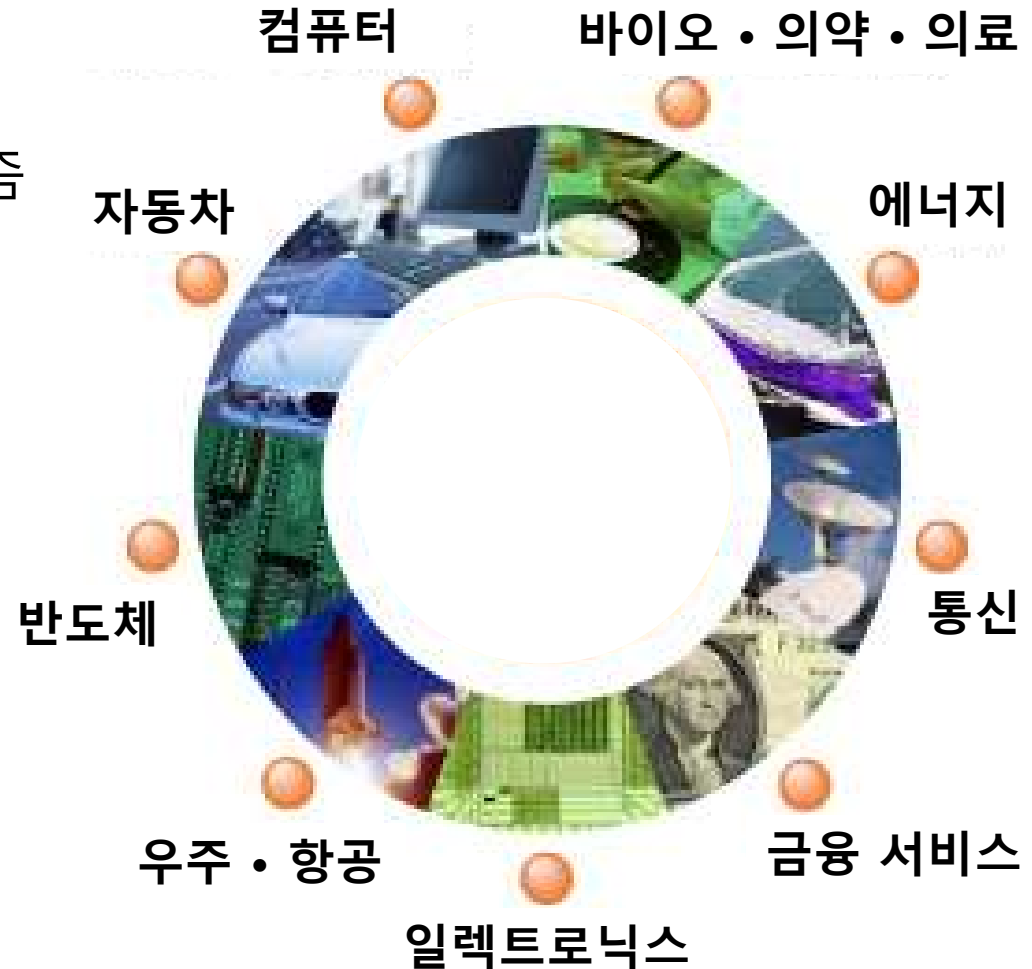 컴퓨터
바이오 • 의약 • 의료
즘
자동차
에너지
반도체
통신
우주 • 항공
금융 서비스
일렉트로닉스